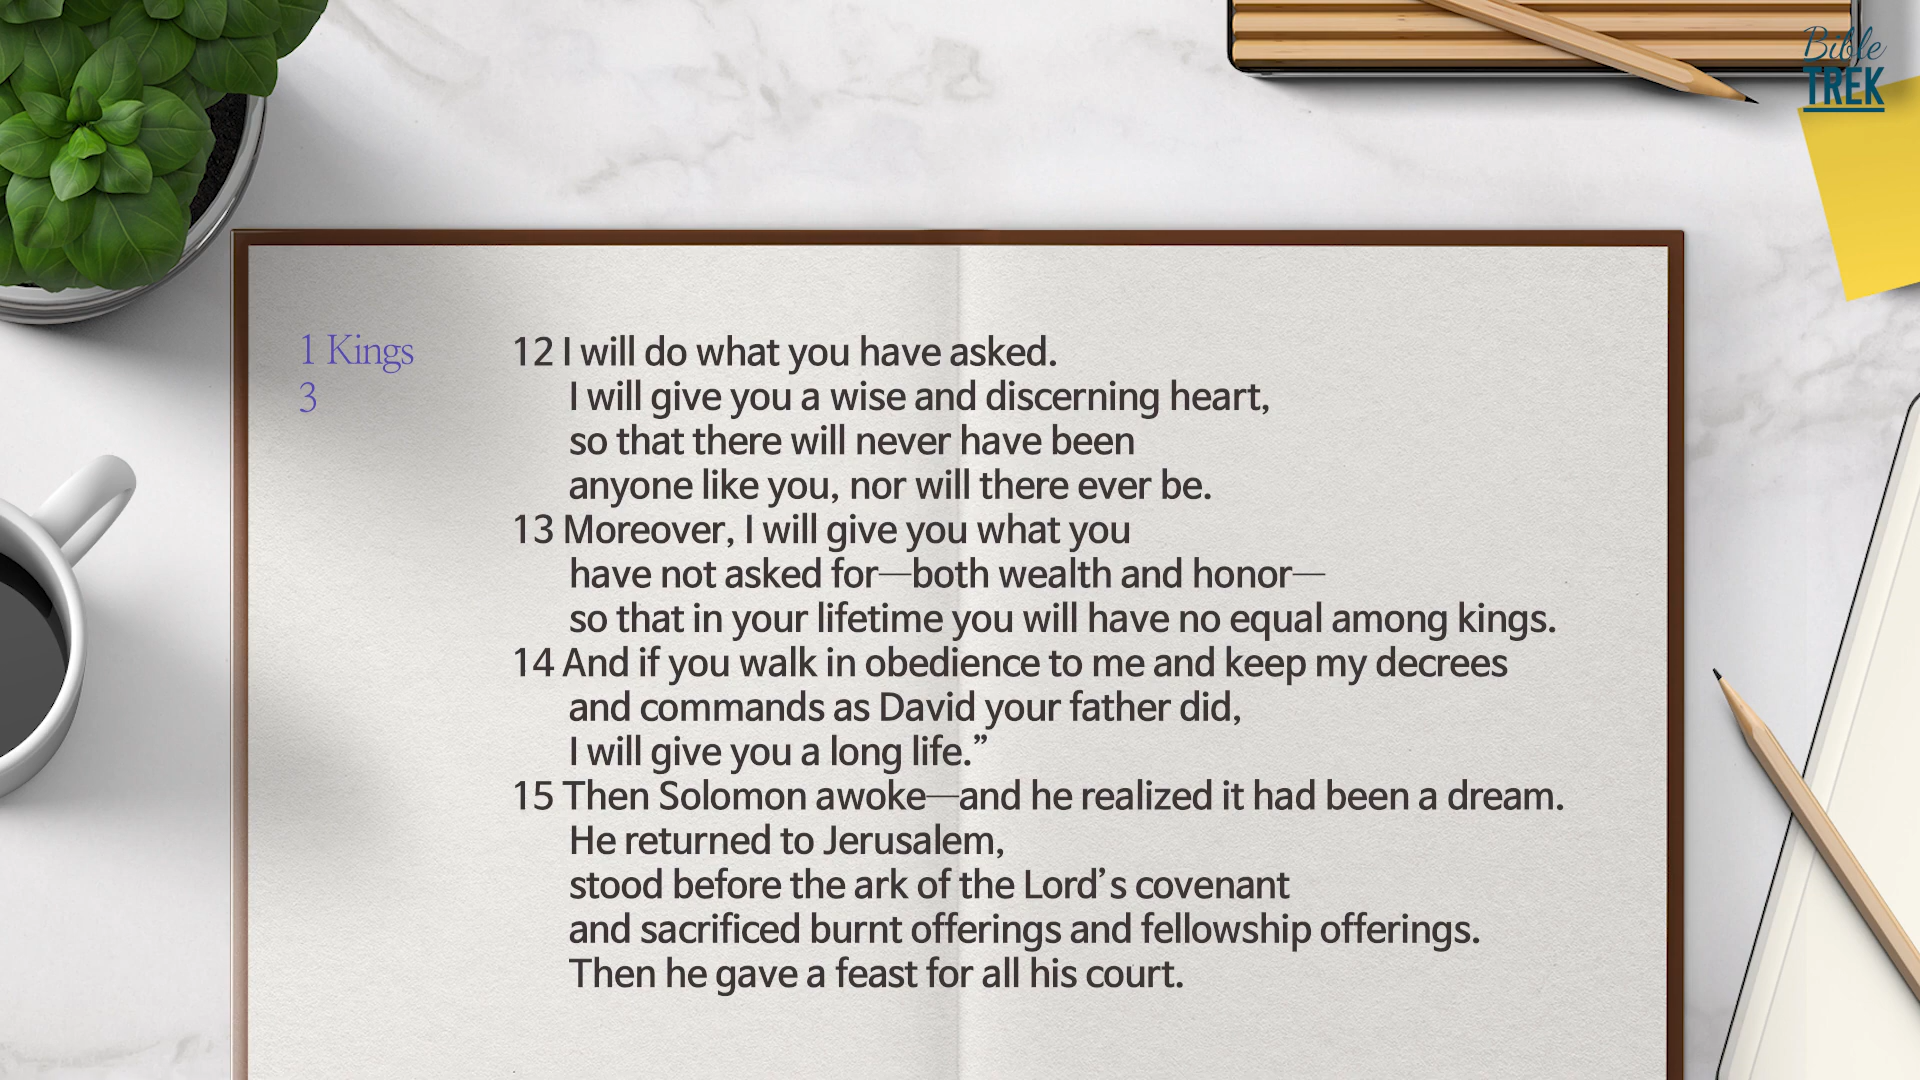 Bible
TREK
1 Kings
3
12 I will do what you have asked.
I will give you a wise and discerning heart,
so that there will never have been
anyone like you, nor will there ever be.
13 Moreover, I will give you what you
have not asked for—both wealth and honor—
so that in your lifetime you will have no equal among kings.
14 And if you walk in obedience to me and keep my decrees
and commands as David your father did,
I will give you a long life.”
15 Then Solomon awoke—and he realized it had been a dream.
He returned to Jerusalem,
stood before the ark of the Lord’s covenant
and sacrificed burnt offerings and fellowship offerings.
Then he gave a feast for all his court.